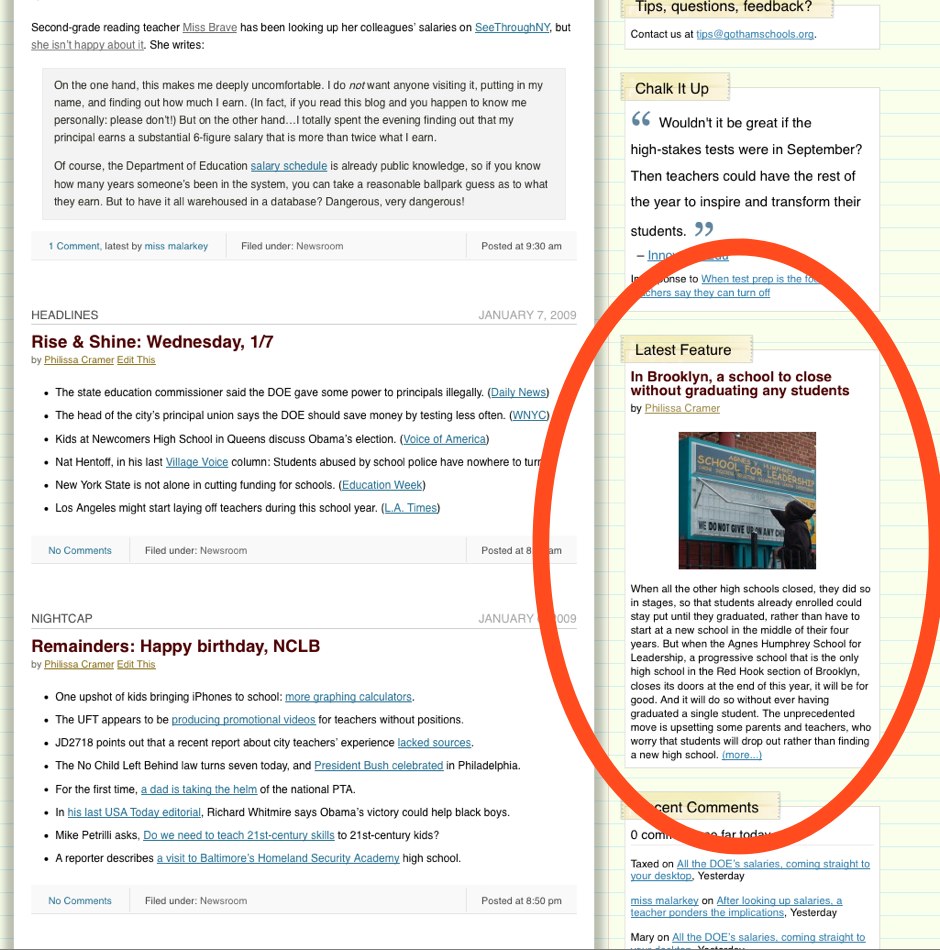 Second-grade reading teacher Miss Brave has been looking up her colleagues' salaries on SeeThroughNY, but
she isn't happy about it. She writes:
On the one hand, this makes me deeply uncomfortable. I do not want anyone visiting it, putting in my
name, and finding out how much I earn. (In fact, if you read this blog and you happen to know me
personally: please don't!) But on the other hand…I totally spent the evening finding out that my
principal earns a substantial 6-figure salary that is more than twice what I earn.
Of course, the Department of Education salary schedule is already public knowledge, so if you know
how many years someone's been in the system, you can take a reasonable ballpark guess as to what
they earn. But to have it all warehoused in a database? Dangerous, very dangerous!
1 Comment, latest by miss malarkey Filed under: Newsroom Posted at 9:30 am
HEADLINES JANUARY 7, 2009
Rise & Shine: Wednesday, 1/7
by Philissa Cramer Edit This
• The state education commissioner said the DOE gave some power to principals illegally. (Daily News)
• The head of the city's principal union says the DOE should save money by testing less often. (WNYC)
• Kids at Newcomers High School in Queens discuss Obama's election. (Voice of America)
• Nat Hentoff, in his last Village Voice column: Students abused by school police have nowhere to turn
• New York State is not alone in cutting funding for schools. (Education Week)
• Los Angeles might start laying off teachers during this school year. (L.A. Times)
No Comments Filed under: Newsroom Posted at am
NIGHTCAP JANUARY 2009
Remainders: Happy birthday, NCLB
by Philissa Cramer Edit This
• One upshot of kids bringing iPhones to school: more graphing calculators.
• The UFT appears to be producing promotional videos for teachers without positions.
• JD2718 points out that a recent report about city teachers' experience lacked sources.
• The No Child Left Behind law turns seven today, and President Bush celebrated in Philadelphia.
• For the first time, a dad is taking the helm of the national PTA.
• In his last USA Today editorial, Richard Whitmire says Obama's victory could help black boys.
• Mike Petrilli asks, Do we need to teach 21st-century skills to 21st-century kids?
• A reporter describes a visit to Baltimore's Homeland Security Academy high school.
No Comments Filed under: Newsroom Posted at 8:50 pm
Tips, questions, feedback?
Contact us at tips@gothamschools.org.
Chalk It Up
“ Wouldn't it be great if the
high-stakes tests were in September?
Then teachers could have the rest of
the year to inspire and transform their
students. ”
–
In response to When test prep is the
teachers say they can turn off
Latest Feature
In Brooklyn, a school to close
without graduating any students
by Philissa Cramer
AGNES Y. HUMPHREY
SCHOOL FOR LEADERSHIP
WE DO NOT GIVE UP ON ANY
When all the other high schools closed, they did so
in stages, so that students already enrolled could
stay put until they graduated, rather than have to
start at a new school in the middle of their four
years. But when the Agnes Humphrey School for
Leadership, a progressive school that is the only
high school in the Red Hook section of Brooklyn,
closes its doors at the end of this year, it will be for
good. And it will do so without ever having
graduated a single student. The unprecedented
move is upsetting some parents and teachers, who
worry that students will drop out rather than finding
a new high school. (more...)
Recent Comments
0 comments so far today
Taxed on All the DOE's salaries, coming straight to
your desktop, Yesterday
miss malarkey on After looking up salaries, a
teacher ponders the implications, Yesterday
Mary on All the DOE's salaries, coming straight to